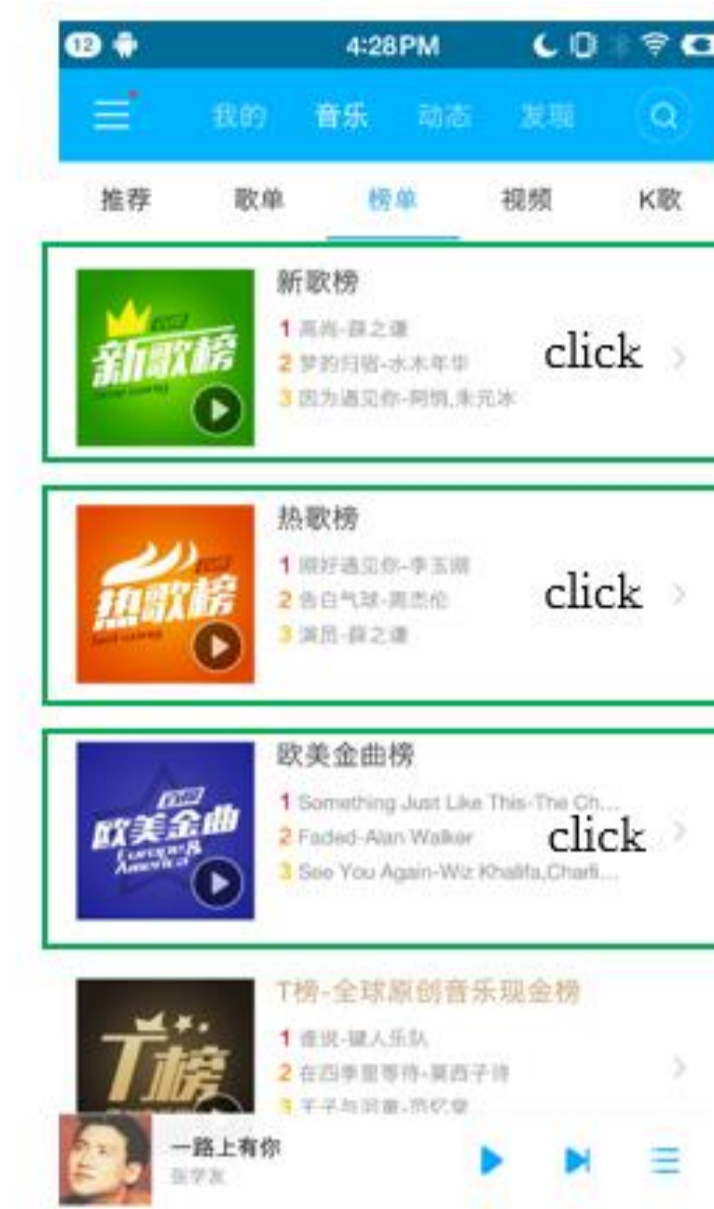 12 4:28PM
我的 音乐 动态 发现
推荐 歌单 榜单 视频 K歌
新歌榜
新歌榜
1 高尚-薛之谦
2 梦的归宿-水木年华
3 因为遇见你-阿悄,朱元冰
click
热歌榜
热歌榜
1 刚好遇见你-李玉刚
2 告白气球-周杰伦
3 演员-薛之谦
click
欧美金曲
Europe &
America
欧美金曲榜
1 Something Just Like This-The Ch...
2 Faded-Alan Walker
3 See You Again-Wiz Khalifa,Charli...
click
T榜
T榜-全球原创音乐现金榜
1 谁说-键人乐队
2 在四季里等待-莫西子诗
3
一路上有你
张学友